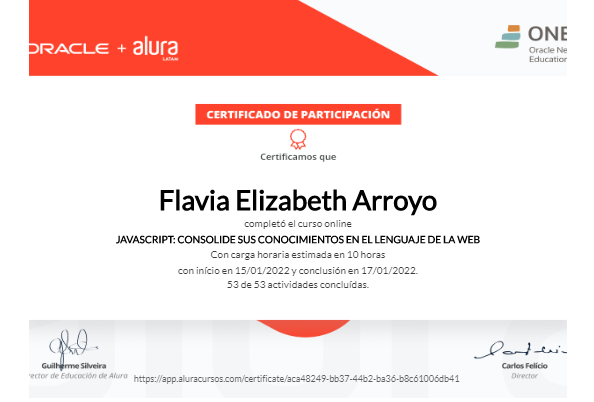 ORACLE + alura
LATAM
ONE
Oracle Ne
Education
CERTIFICADO DE PARTICIPACIÓN
Certificamos que
Flavia Elizabeth Arroyo
completó el curso online
JAVASCRIPT: CONSOLIDE SUS CONOCIMIENTOS EN EL LENGUAJE DE LA WEB
Con carga horaria estimada en 10 horas
con início en 15/01/2022 y conclusión en 17/01/2022.
53 de 53 actividades concluídas.
Guilherme Silveira
rector de Educación de Alura
https://app.aluracursos.com/certificate/aca48249-bb37-44b2-ba36-b8c61006db41
Carlos Felício
Director